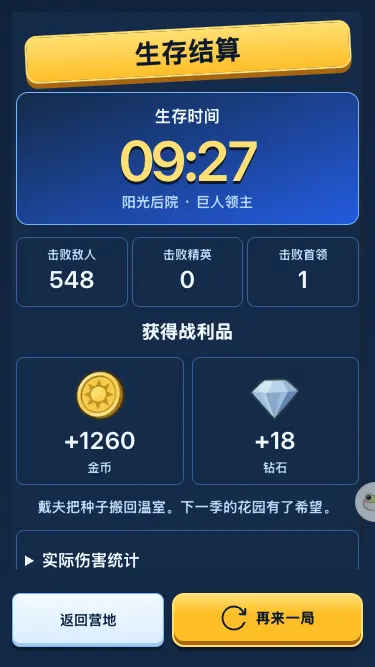 生存结算
生存时间
09:27
阳光后院 · 巨人领主
击败敌人
548
击败精英
0
击败首领
1
获得战利品
+1260
金币
+18
钻石
戴夫把种子搬回温室。下一季的花园有了希望。
▶ 实际伤害统计
返回营地
再来一局